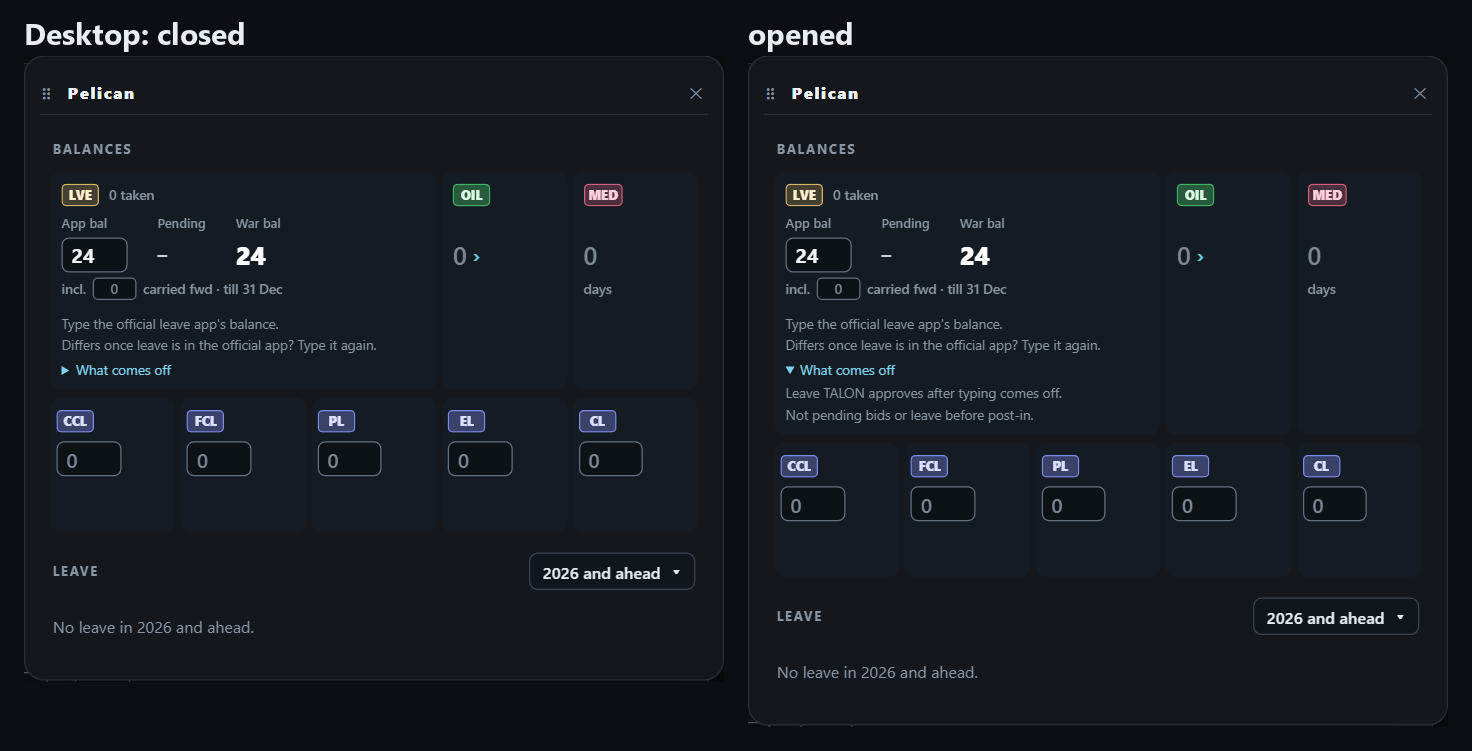 Desktop: closed
Pelican
BALANCES
LVE 0 taken
App bal Pending War bal
24 – 24
incl. 0 carried fwd · till 31 Dec
Type the official leave app's balance.
Differs once leave is in the official app? Type it again.
What comes off
OIL
0 ›
MED
0
days
CCL FCL PL EL CL
0 0 0 0 0
LEAVE 2026 and ahead
No leave in 2026 and ahead.
opened
Pelican
BALANCES
LVE 0 taken
App bal Pending War bal
24 – 24
incl. 0 carried fwd · till 31 Dec
Type the official leave app's balance.
Differs once leave is in the official app? Type it again.
What comes off
Leave TALON approves after typing comes off.
Not pending bids or leave before post-in.
OIL
0 ›
MED
0
days
CCL FCL PL EL CL
0 0 0 0 0
LEAVE 2026 and ahead
No leave in 2026 and ahead.